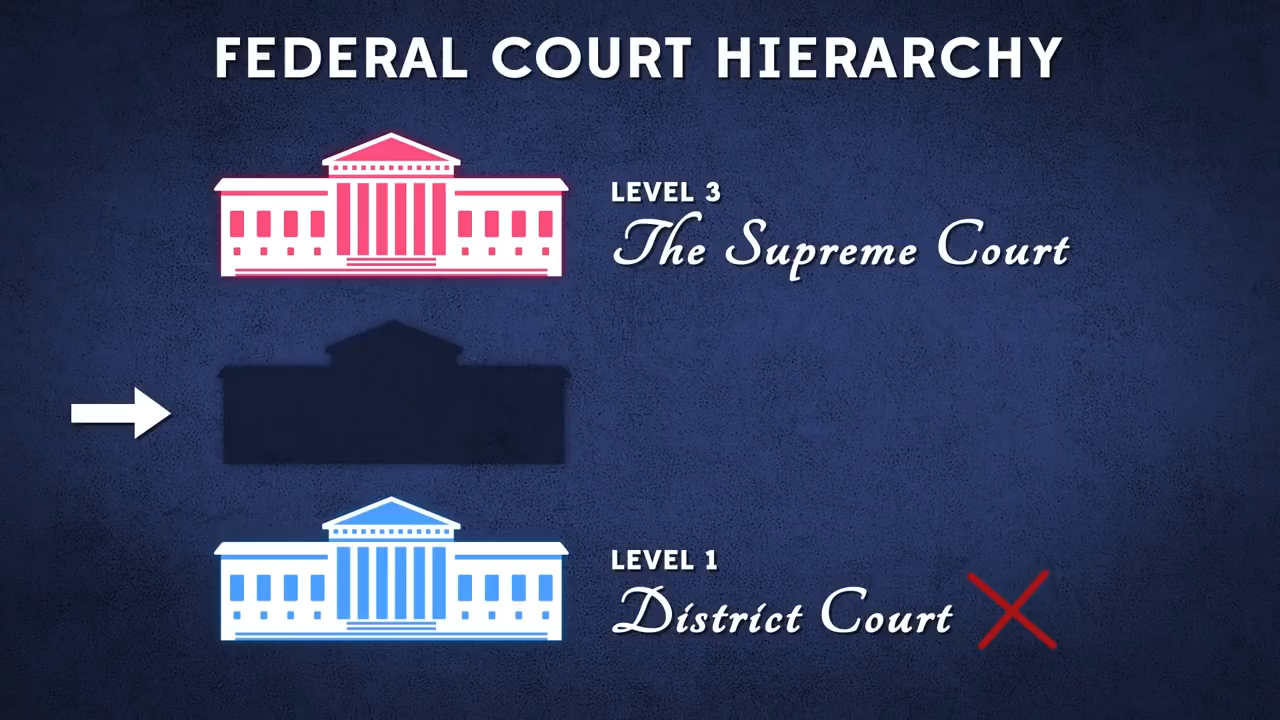 FEDERAL COURT HIERARCHY
LEVEL 3
The Supreme Court
LEVEL 1
District Court